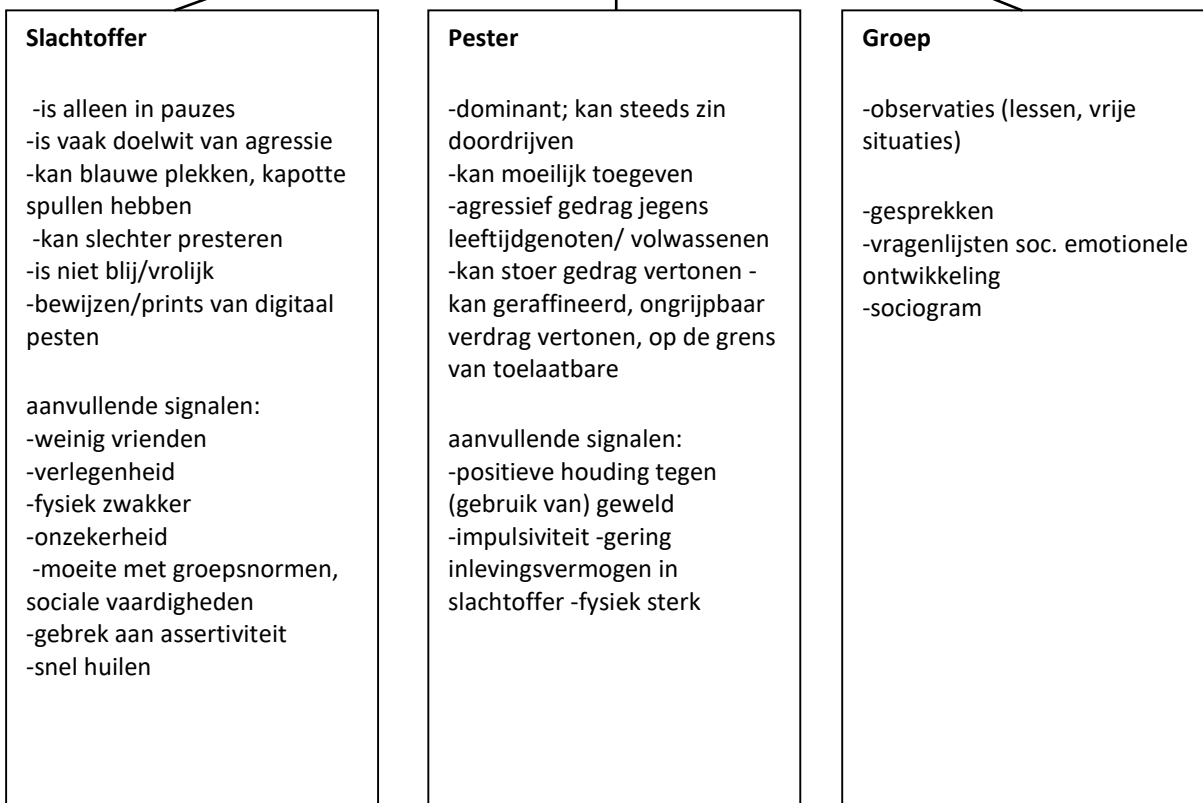 Slachtoffer
-is alleen in pauzes
-is vaak doelwit van agressie
-kan blauwe plekken, kapotte
spullen hebben
-kan slechter presteren
-is niet blij/vrolijk
-bewijzen/prints van digitaal
pesten
aanvullende signalen:
-weinig vrienden
-verlegenheid
-fysiek zwakker
-onzekerheid
-moeite met groepsnormen,
sociale vaardigheden
-gebrek aan assertiviteit
-snel huilen
Pester
-dominant; kan steeds zin
doordrijven
-kan moeilijk toegeven
-agressief gedrag jegens
leeftijdgenoten/ volwassenen
-kan stoer gedrag vertonen -
kan geraffineerd, ongrijpbaar
verdrag vertonen, op de grens
van toelaatbare
aanvullende signalen:
-positieve houding tegen
(gebruik van) geweld
-impulsiviteit -gering
inlevingsvermogen in
slachtoffer -fysiek sterk
Groep
-observaties (lessen, vrije
situaties)
-gesprekken
-vragenlijsten soc. emotionele
ontwikkeling
-sociogram